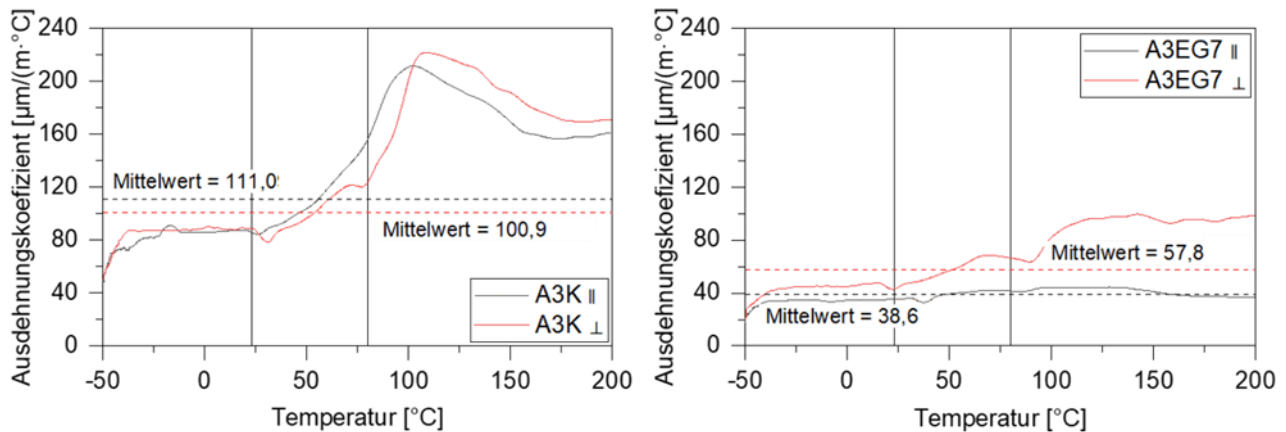 240
200
160
120
80
40
0
Ausdehnungskoefizient [µm/(m·°C]
Mittelwert = 111,0
Mittelwert = 100,9
A3K ||
A3K ⊥
-50 0 50 100 150 200
Temperatur [°C]
240
200
160
120
80
40
0
Ausdehnungskoefizient [µm/(m·°C]
A3EG7 ||
A3EG7 ⊥
Mittelwert = 57,8
Mittelwert = 38,6
-50 0 50 100 150 200
Temperatur [°C]